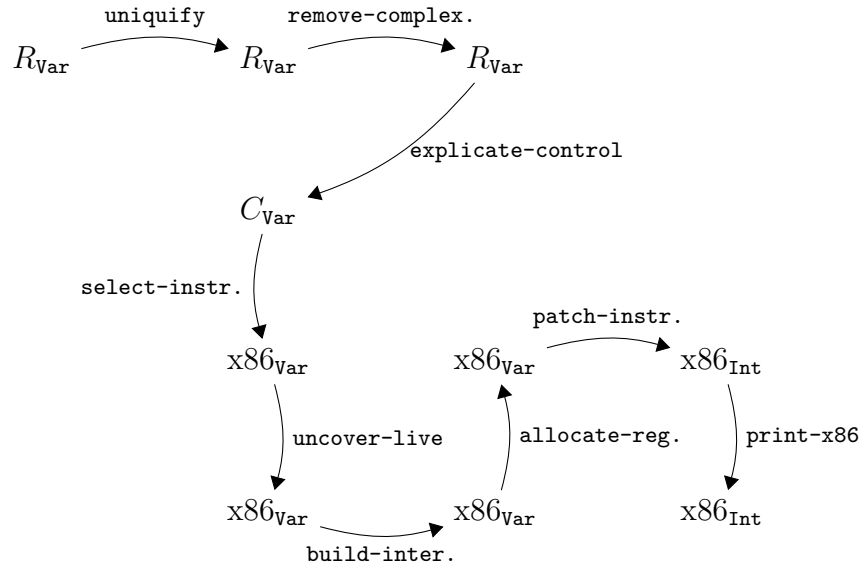 uniquify
remove-complex.
R_Var
R_Var
R_Var
explicate-control
C_Var
select-instr.
patch-instr.
x86_Var
x86_Var
x86_Int
uncover-live
allocate-reg.
print-x86
x86_Var
x86_Var
x86_Int
build-inter.